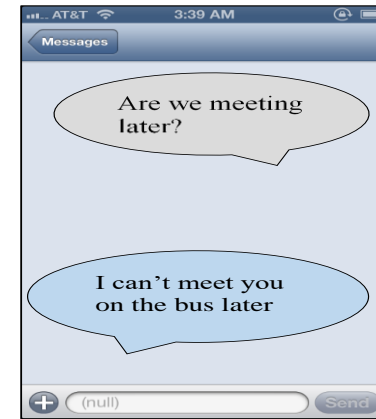 AT&T 3:39 AM
Messages
Are we meeting
later?
I can't meet you
on the bus later
(null)
Send